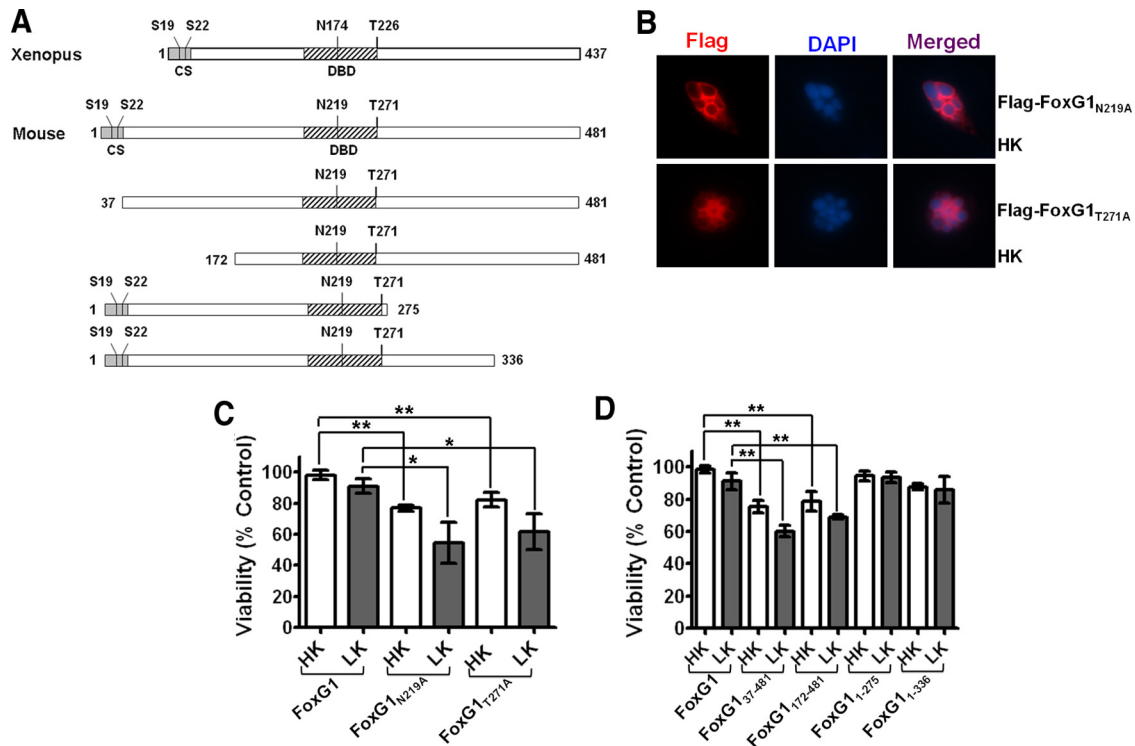 A
S19 S22 N174 T226
Xenopus 1 437
CS DBD
S19 S22 N219 T271
Mouse 1 481
CS DBD
N219 T271
37 481
N219 T271
172 481
S19 S22 N219 T271
1 275
S19 S22 N219 T271
1 336
B
Flag DAPI Merged
Flag-FoxG1N219A
HK
Flag-FoxG1T271A
HK
C
Viability (% Control)
100
80
60
40
20
0
**
**
*
*
HK LK HK LK HK LK
FoxG1 FoxG1N219A FoxG1T271A
D
Viability (% Control)
120
100
80
60
40
20
0
**
**
**
**
HK LK HK LK HK LK HK LK HK LK
FoxG1 FoxG137-481 FoxG1172-481 FoxG11-275 FoxG11-336